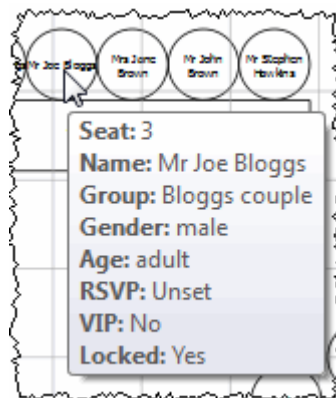 Mr Joe Bloggs
Mrs Jane
Brown
Mr John
Brown
Mr Stephen
Hawkins
Seat: 3
Name: Mr Joe Bloggs
Group: Bloggs couple
Gender: male
Age: adult
RSVP: Unset
VIP: No
Locked: Yes